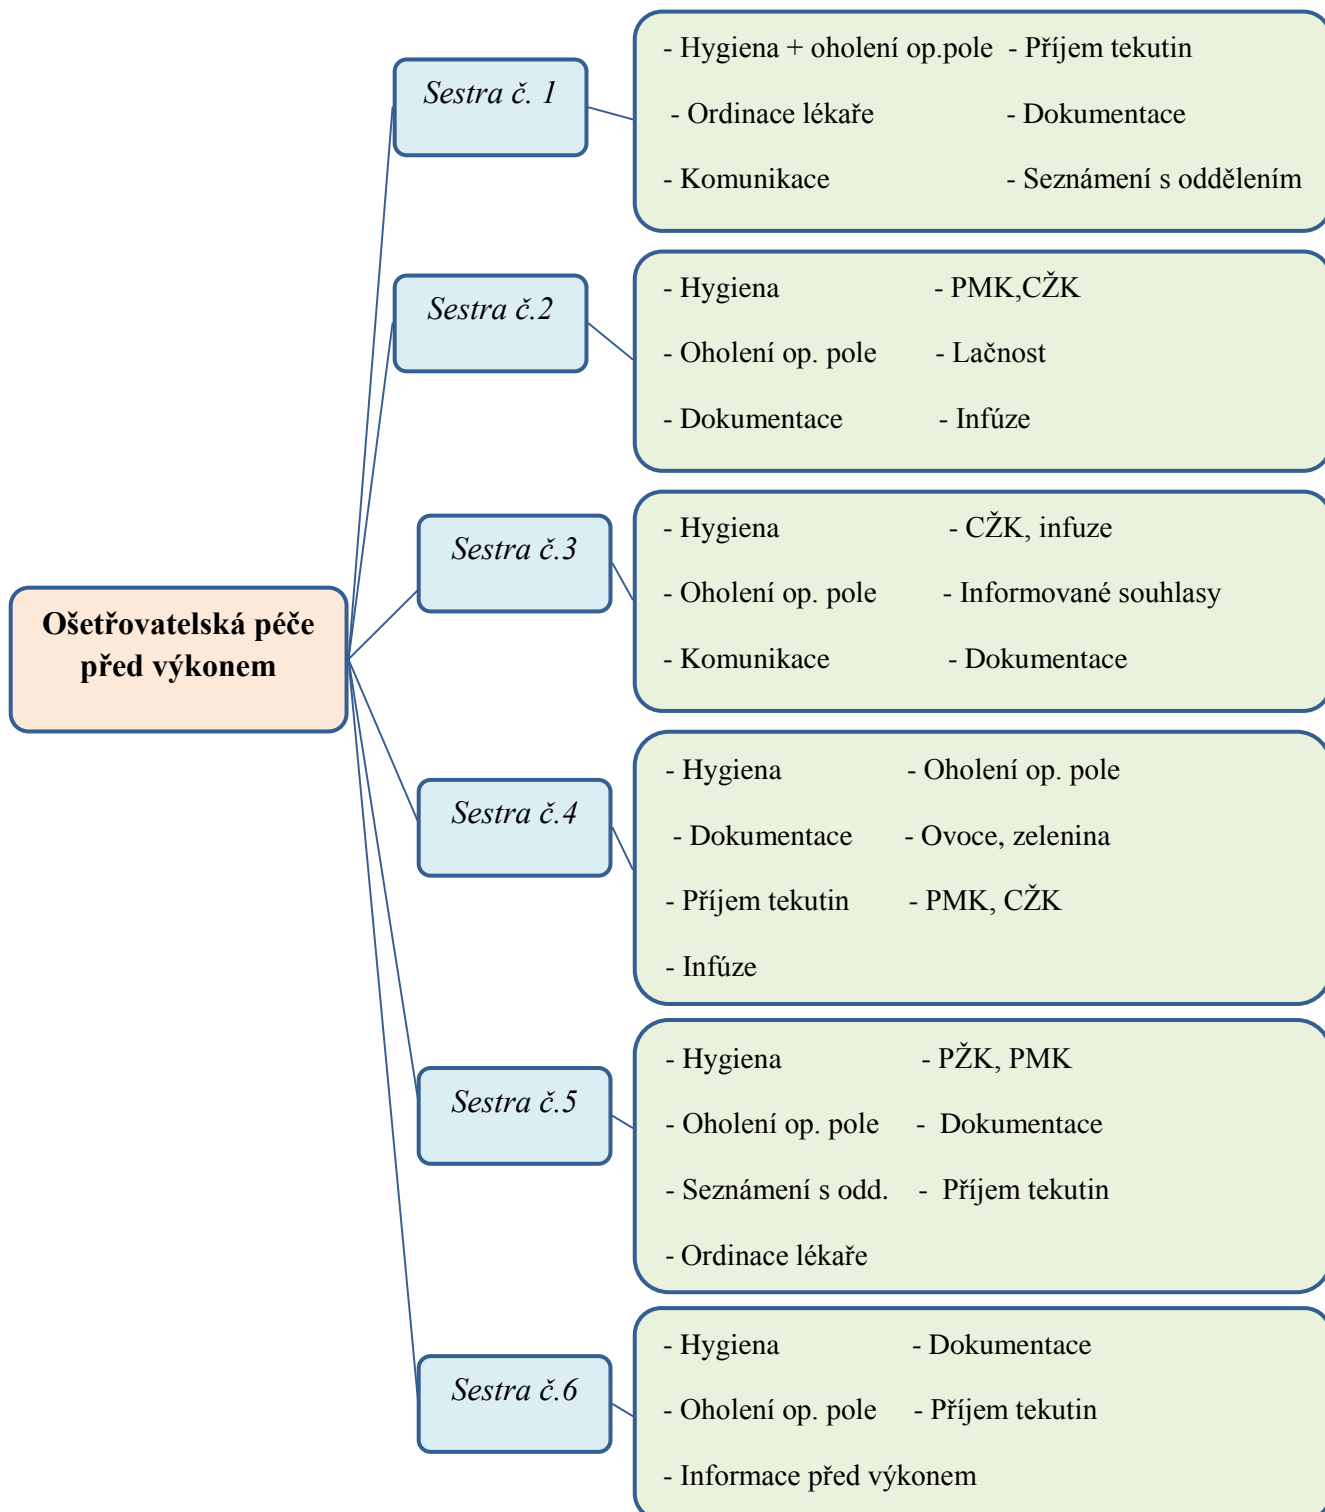 Ošetřovatelská péče
před výkonem
Sestra č. 1
- Hygiena + oholení op.pole - Příjem tekutin
- Ordinace lékaře - Dokumentace
- Komunikace - Seznámení s oddělením
Sestra č.2
- Hygiena - PMK,CŽK
- Oholení op. pole - Lačnost
- Dokumentace - Infúze
Sestra č.3
- Hygiena - CŽK, infuze
- Oholení op. pole - Informované souhlasy
- Komunikace - Dokumentace
Sestra č.4
- Hygiena - Oholení op. pole
- Dokumentace - Ovoce, zelenina
- Příjem tekutin - PMK, CŽK
- Infúze
Sestra č.5
- Hygiena - PŽK, PMK
- Oholení op. pole - Dokumentace
- Seznámení s odd. - Příjem tekutin
- Ordinace lékaře
Sestra č.6
- Hygiena - Dokumentace
- Oholení op. pole - Příjem tekutin
- Informace před výkonem